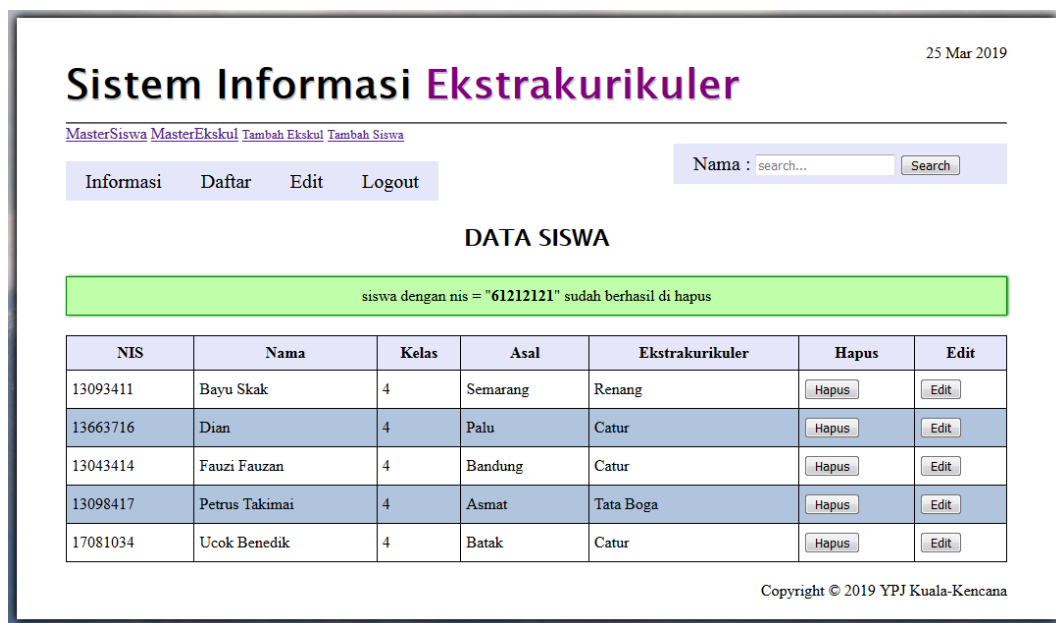 25 Mar 2019
Sistem Informasi Ekstrakurikuler
MasterSiswa MasterEkskul Tambah Ekskul Tambah Siswa
Nama : search... Search
Informasi Daftar Edit Logout
DATA SISWA
siswa dengan nis = "61212121" sudah berhasil di hapus
NIS Nama Kelas Asal Ekstrakurikuler Hapus Edit
13093411 Bayu Skak 4 Semarang Renang Hapus Edit
13663716 Dian 4 Palu Catur Hapus Edit
13043414 Fauzi Fauzan 4 Bandung Catur Hapus Edit
13098417 Petrus Takimai 4 Asmat Tata Boga Hapus Edit
17081034 Ucok Benedik 4 Batak Catur Hapus Edit
Copyright © 2019 YPJ Kuala-Kencana